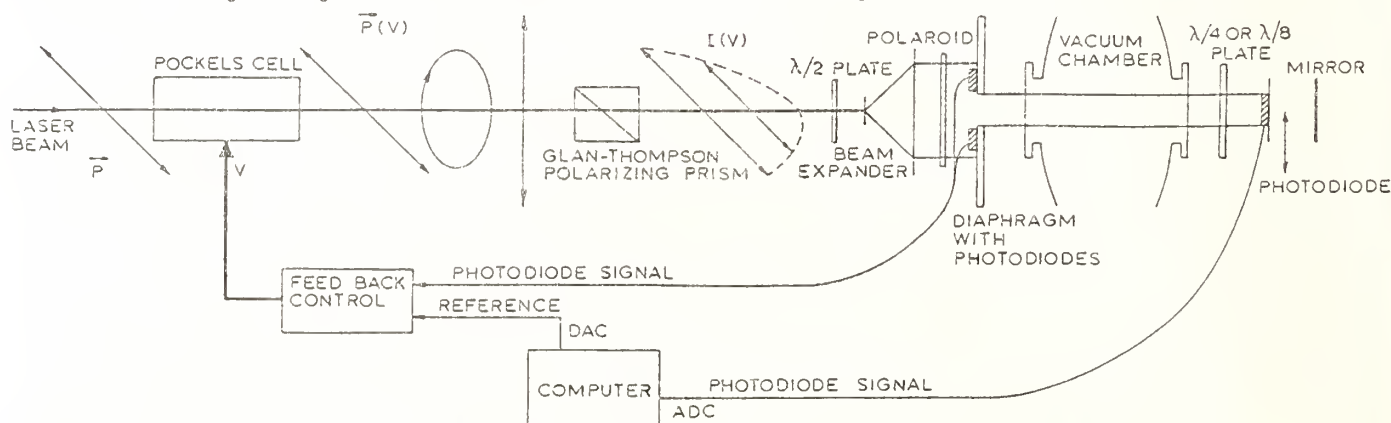 P(V)
I(V)
POCKELS CELL
λ/2 PLATE
POLAROID
VACUUM
CHAMBER
λ/4 OR λ/8
PLATE
MIRROR
LASER
BEAM
P
V
GLAN-THOMPSON
POLARIZING PRISM
BEAM
EXPANDER
PHOTODIODE
DIAPHRAGM
WITH
PHOTODIODES
FEED BACK
CONTROL
PHOTODIODE SIGNAL
REFERENCE
DAC
COMPUTER
PHOTODIODE SIGNAL
ADC